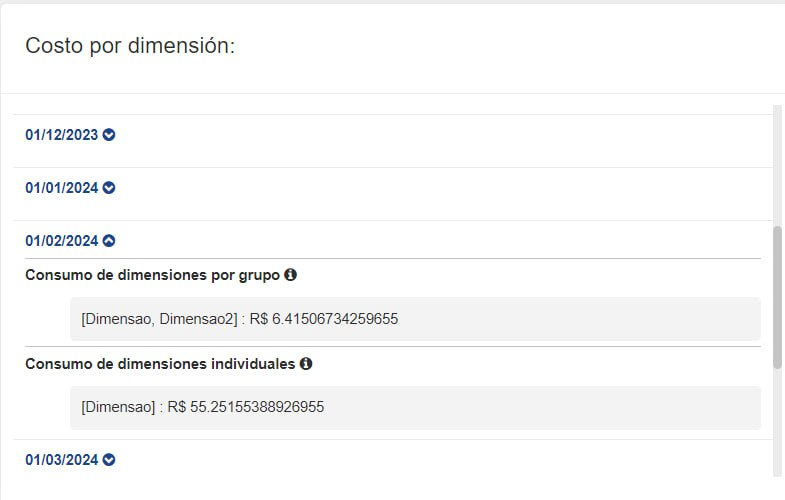 Costo por dimensión:
01/12/2023
01/01/2024
01/02/2024
Consumo de dimensiones por grupo
[Dimensao, Dimensao2] : R$ 6.41506734259655
Consumo de dimensiones individuales
[Dimensao] : R$ 55.25155388926955
01/03/2024